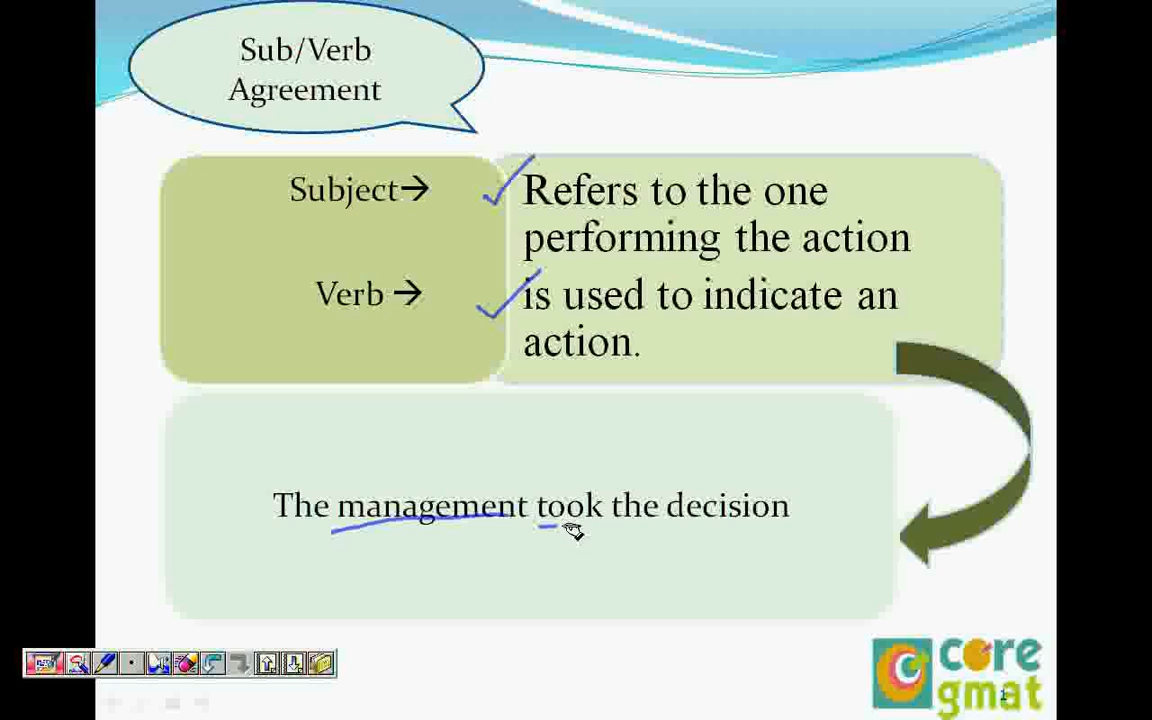 Sub/Verb
Agreement
Subject→
Refers to the one
performing the action
Verb →
is used to indicate an
action.
The management took the decision
core
gmat
1